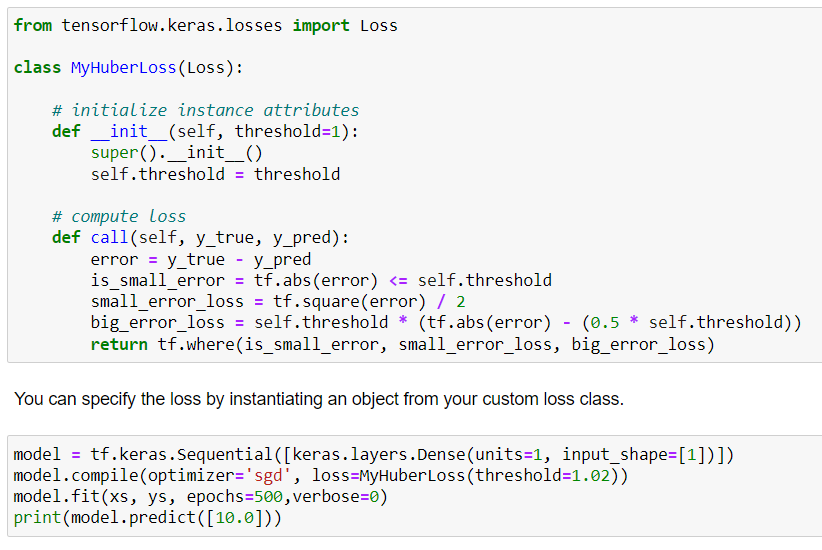 from tensorflow.keras.losses import Loss
class MyHuberLoss(Loss):
# initialize instance attributes
def __init__(self, threshold=1):
super().__init__()
self.threshold = threshold
# compute loss
def call(self, y_true, y_pred):
error = y_true - y_pred
is_small_error = tf.abs(error) <= self.threshold
small_error_loss = tf.square(error) / 2
big_error_loss = self.threshold * (tf.abs(error) - (0.5 * self.threshold))
return tf.where(is_small_error, small_error_loss, big_error_loss)
You can specify the loss by instantiating an object from your custom loss class.
model = tf.keras.Sequential([keras.layers.Dense(units=1, input_shape=[1])])
model.compile(optimizer='sgd', loss=MyHuberLoss(threshold=1.02))
model.fit(xs, ys, epochs=500,verbose=0)
print(model.predict([10.0]))